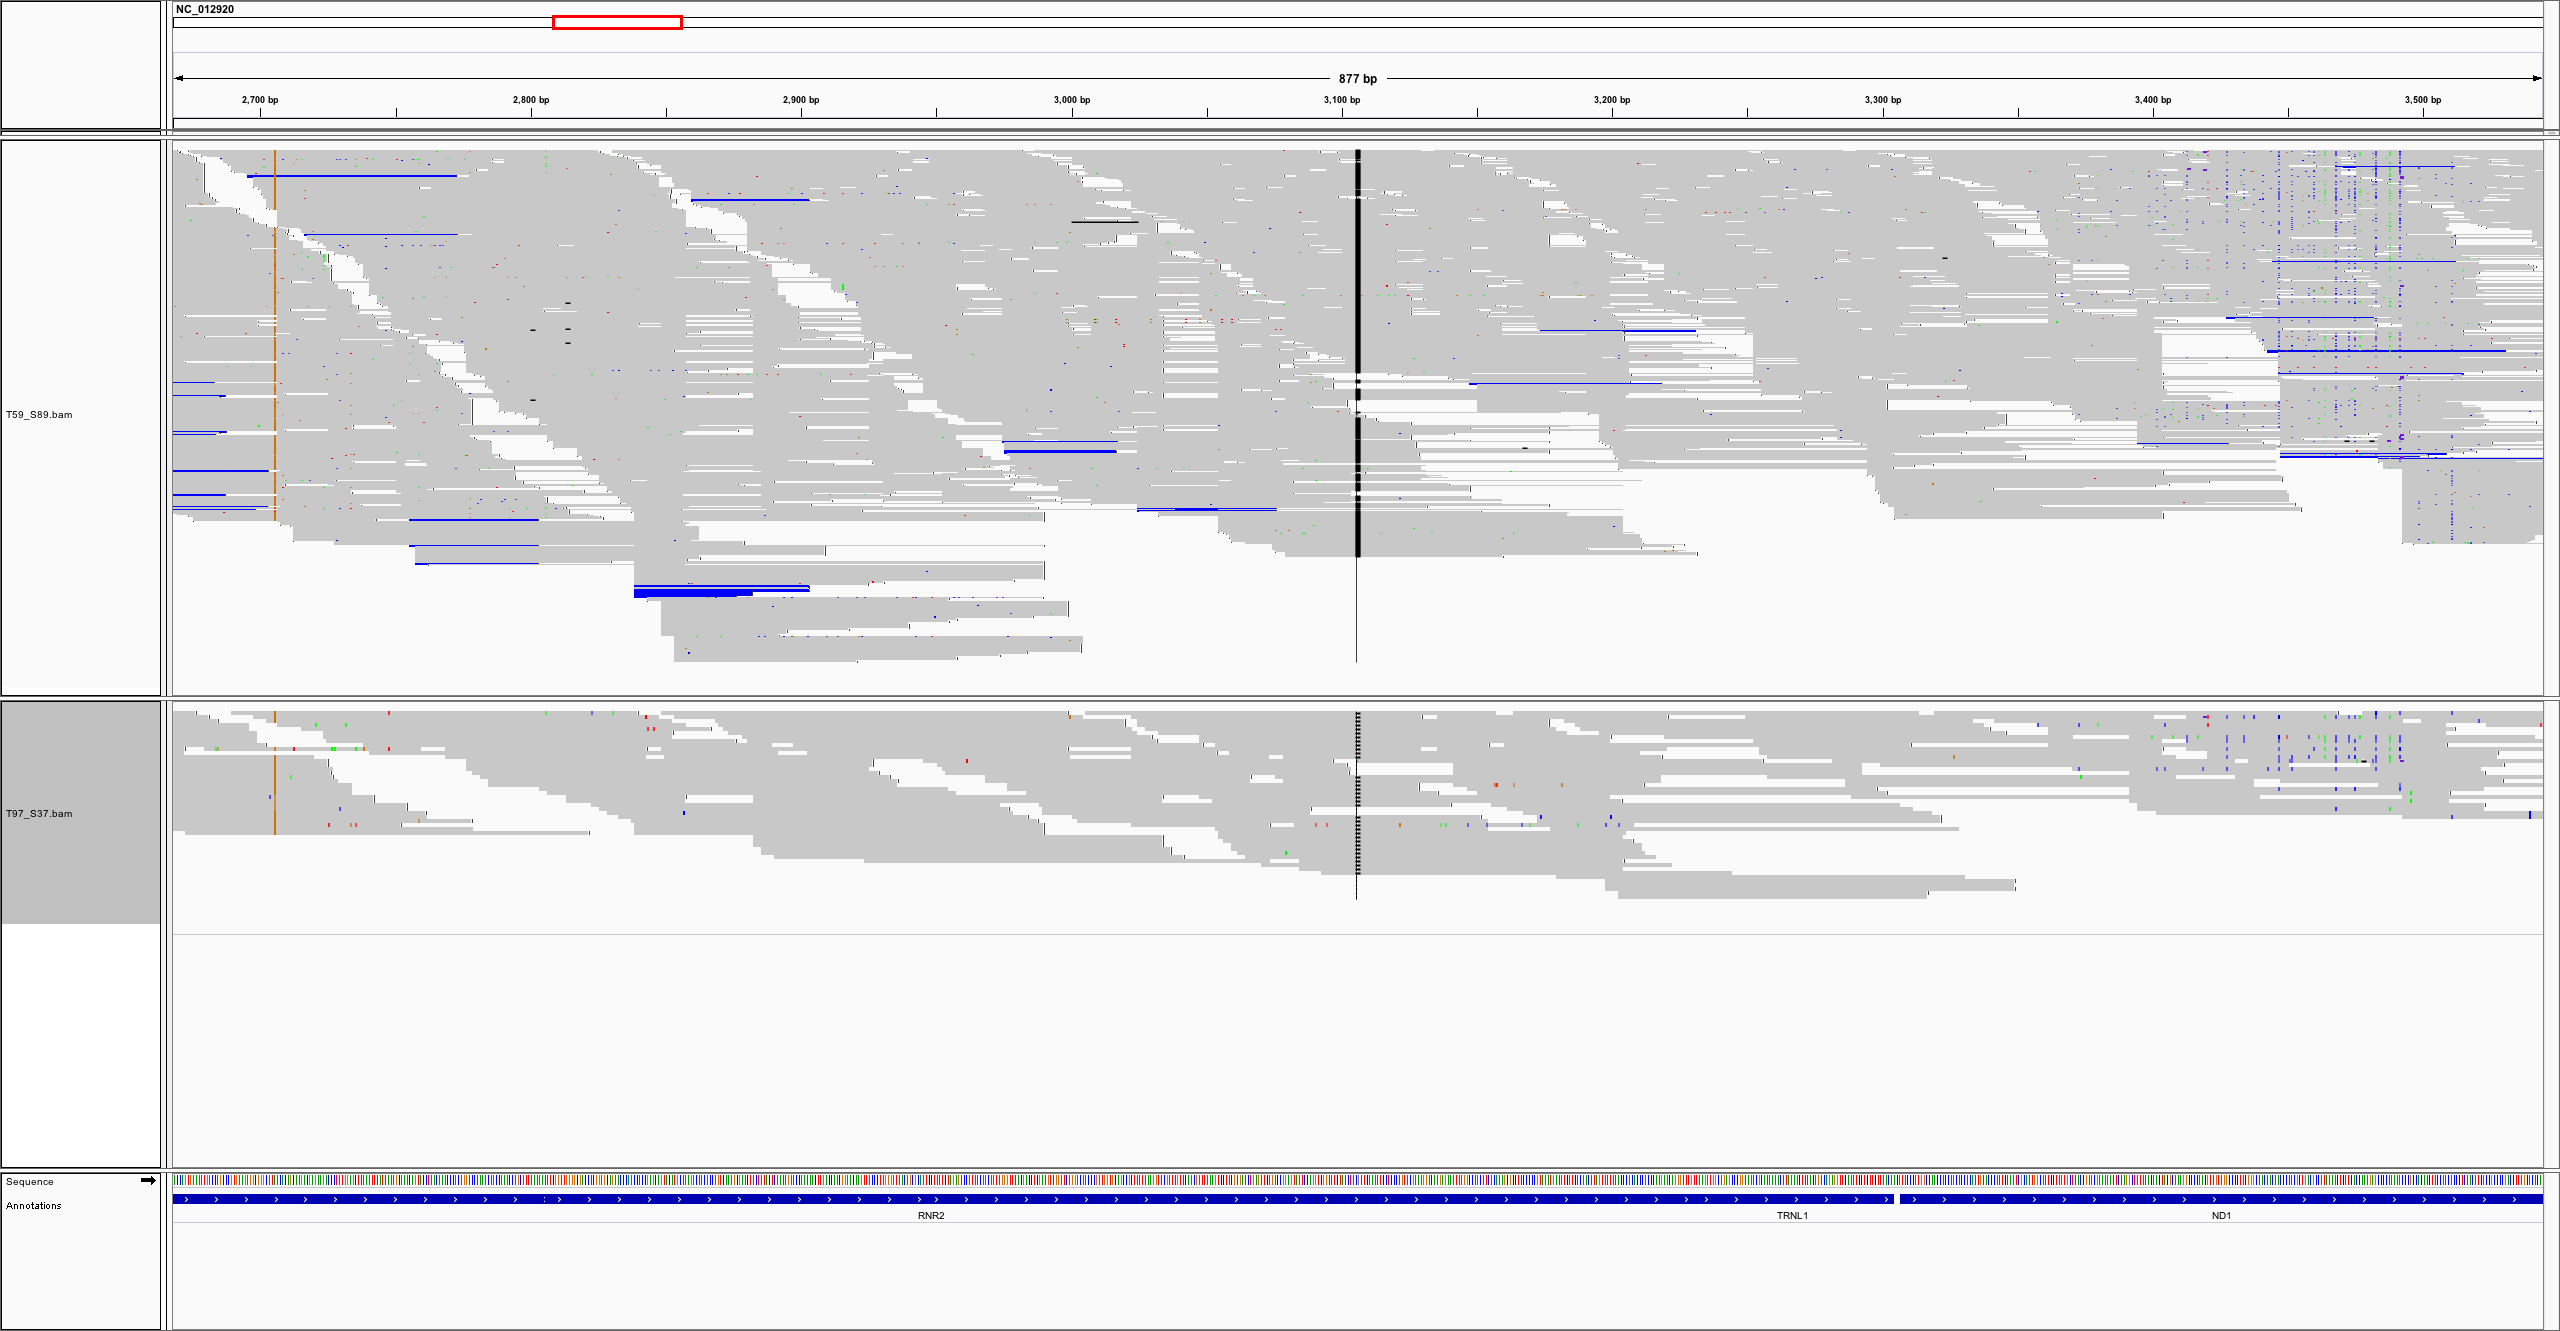 NC_012920
877 bp
2,700 bp 2,800 bp 2,900 bp 3,000 bp 3,100 bp 3,200 bp 3,300 bp 3,400 bp 3,500 bp
T59_S89.bam
T97_S37.bam
Sequence
Annotations
RNR2 TRNL1 ND1